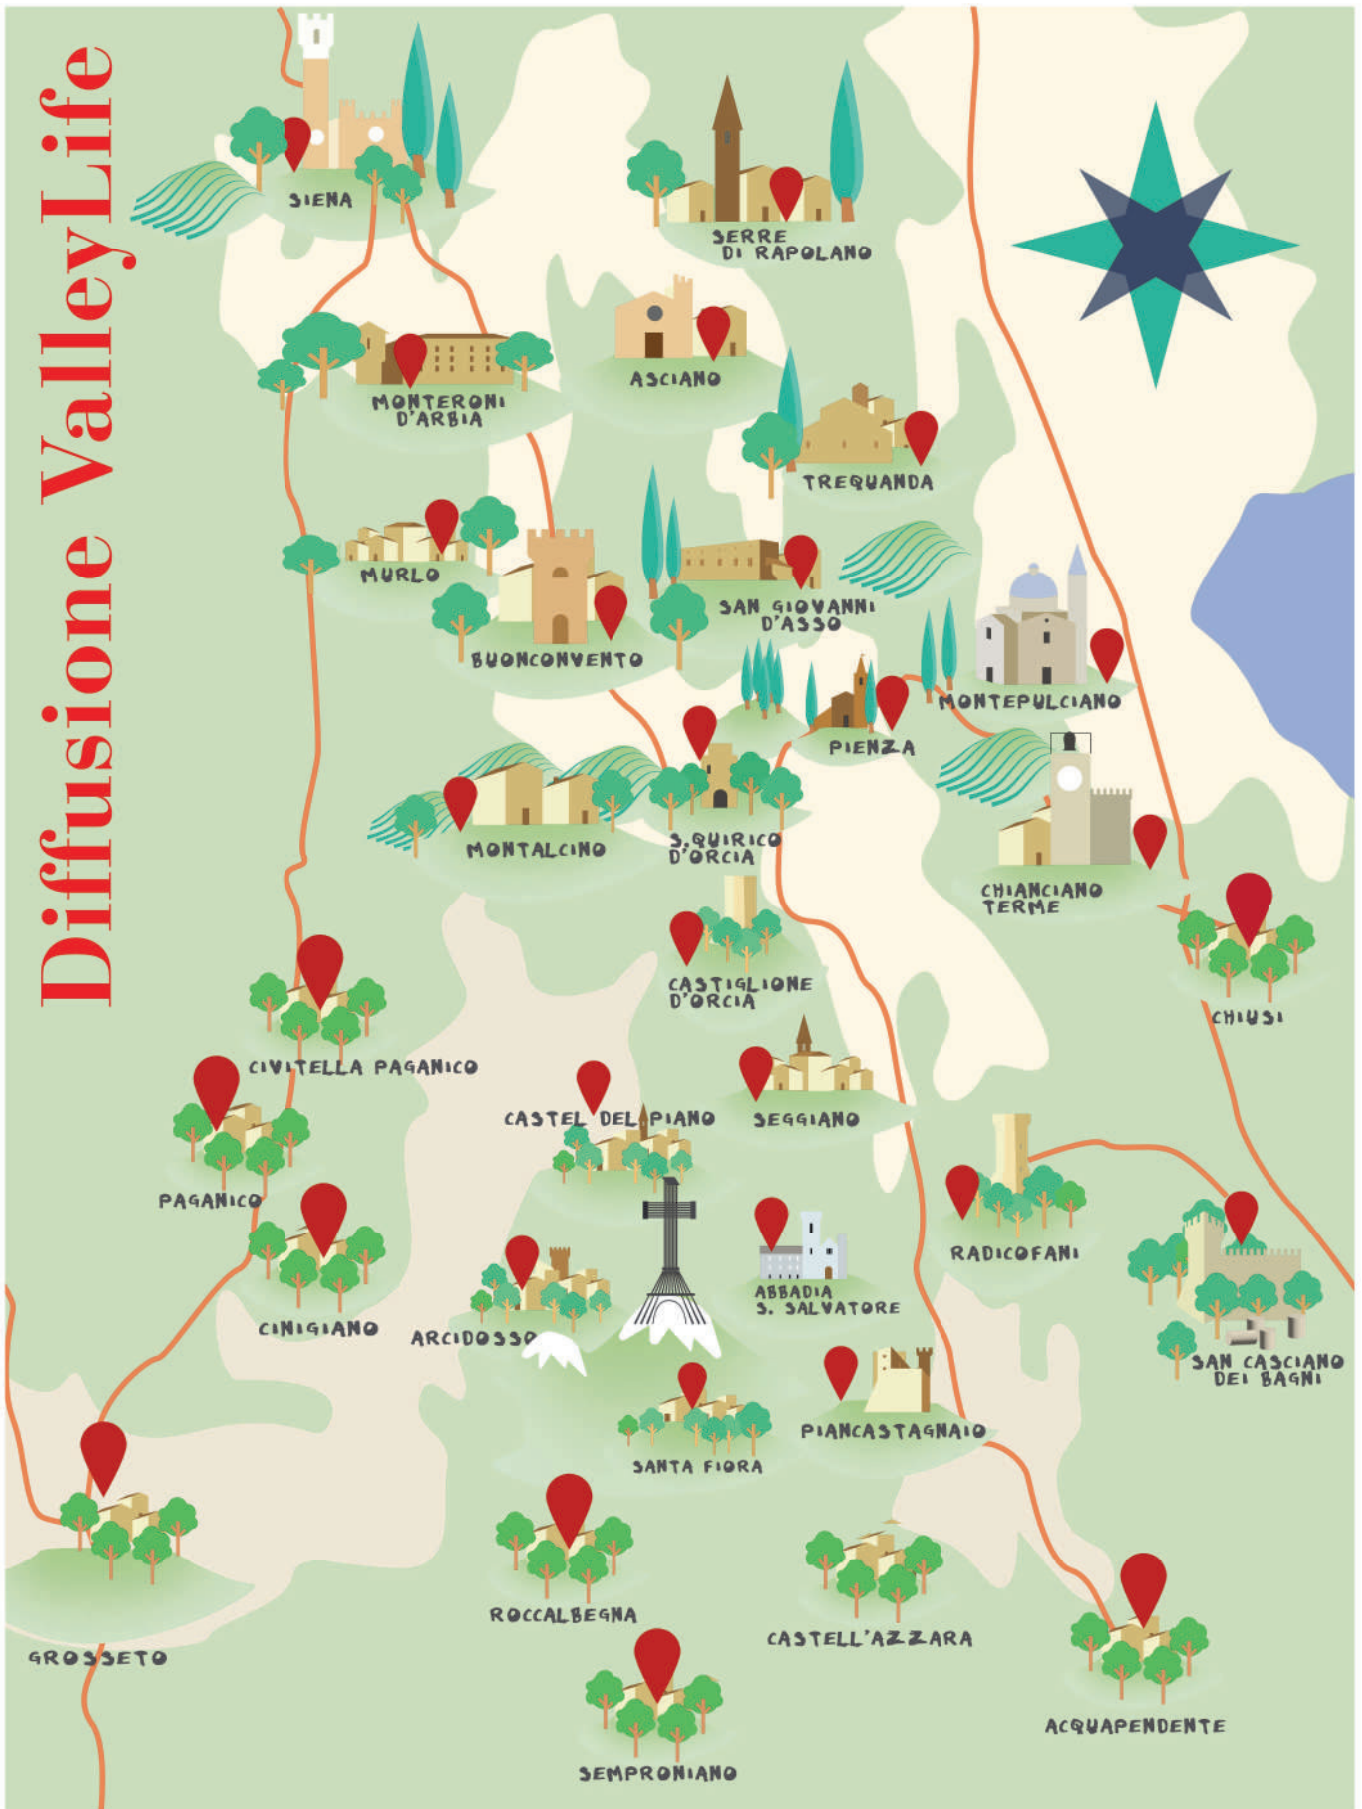 Diffusione ValleyLife
SIENA
SERRE
DI RAPOLANO
ASCIANO
MONTERONI
D'ARBIA
TREQUANDA
MURLO
SAN GIOVANNI
D'ASSO
BUONCONVENTO
MONTEPULCIANO
PIENZA
S.QUIRICO
D'ORCIA
MONTALCINO
CHIANCIANO
TERME
CASTIGLIONE
D'ORCIA
CHIUSI
CIVITELLA PAGANICO
CASTEL DEL PIANO
SEGGIANO
PAGANICO
RADICOFANI
ABBADIA
S. SALVATORE
CINIGIANO
ARCIDOSSO
SAN CASCIANO
DEI BAGNI
PIANCASTAGNAIO
SANTA FIORA
ROCCALBEGNA
CASTELL'AZZARA
GROSSETO
ACQUAPENDENTE
SEMPRONIANO